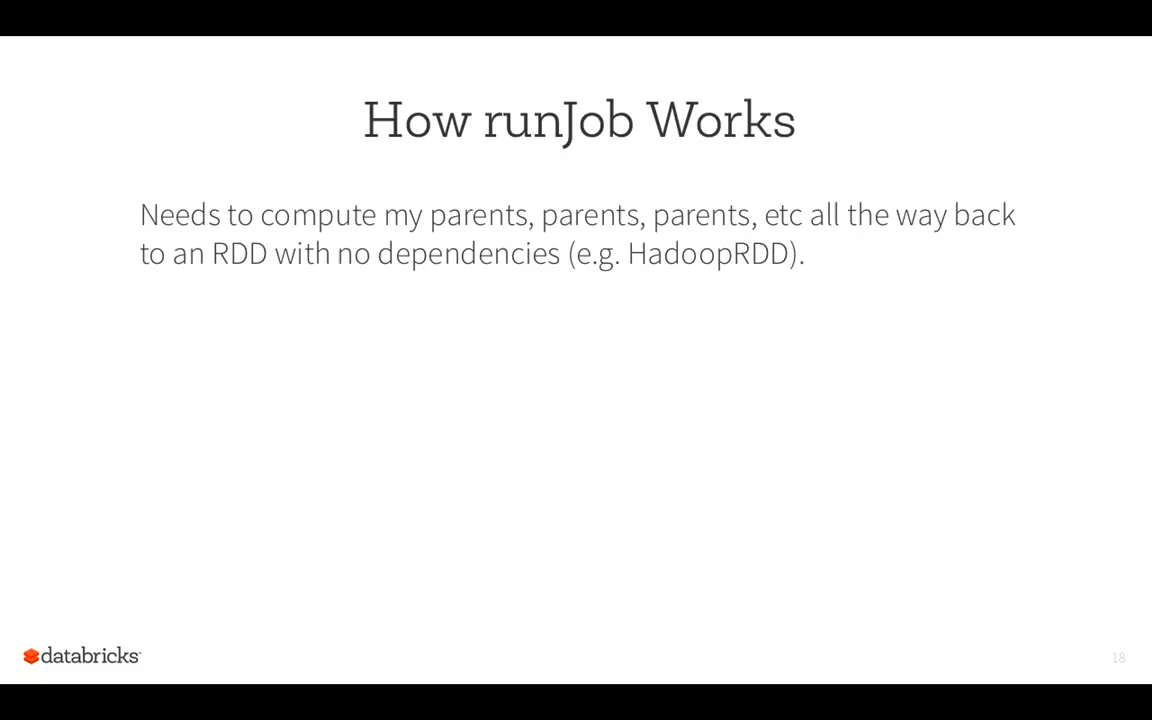 How runJob Works
Needs to compute my parents, parents, parents, etc all the way back
to an RDD with no dependencies (e.g. HadoopRDD).
databricks
18